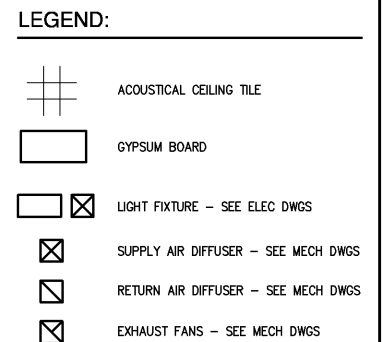 LEGEND:
ACOUSTICAL CEILING TILE
GYPSUM BOARD
LIGHT FIXTURE – SEE ELEC DWGS
SUPPLY AIR DIFFUSER – SEE MECH DWGS
RETURN AIR DIFFUSER – SEE MECH DWGS
EXHAUST FANS – SEE MECH DWGS